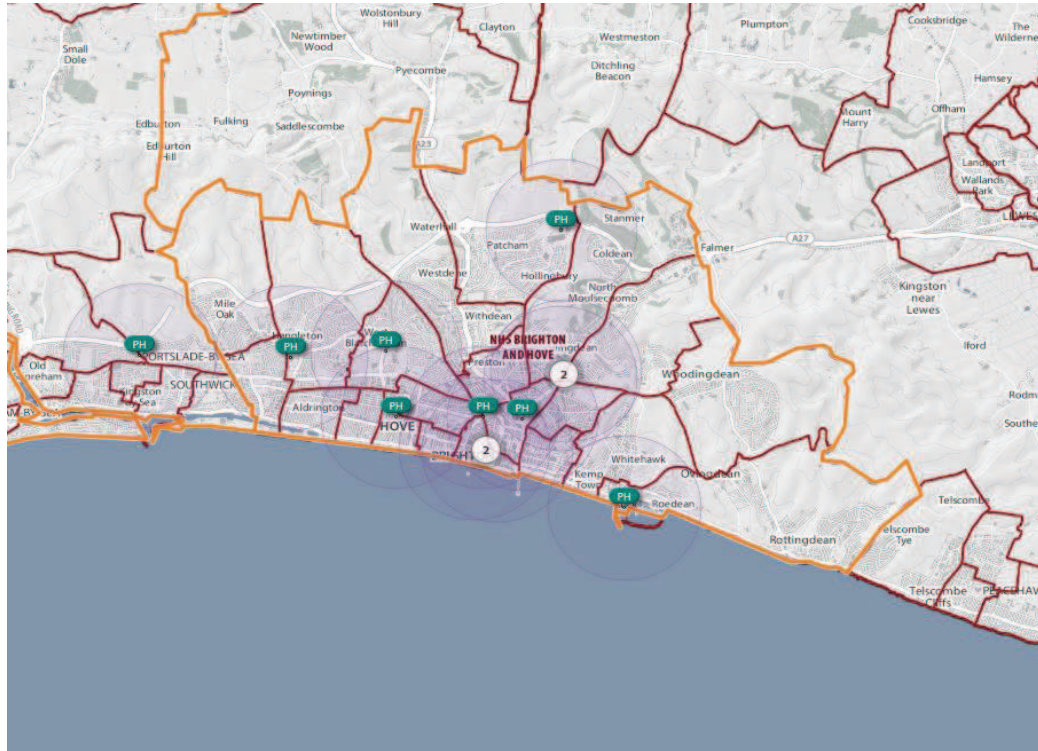 Wolstonbury
Hill
Clayton
Plumpton
Cooksbridge
The
Small
Dole
Newtimber
Wood
Westmeston
Pyecombe
Ditchling
Beacon
Hamsey
Poynings
Edburton
Fulking
Saddlescombe
Mount
Harry
Offham
Edburton
Hill
A23
Landport
Wallands
Park
PH
Stanmer
Waterhall
Patcham
Coldean
Falmer
A27
Westdene
Hollingbury
North
Moulsecoomb
Kingston
near
Lewes
Mile
Oak
Withdean
PH
PH
PH
NHS BRIGHTON
AND HOVE
Iford
PORTSLADE-BY-SEA
Old
Preston
2
Woodingdean
Kingston
SOUTHWICK
Aldrington
PH
PH
PH
HOVE
2
Whitehawk
Kemp
Town
Ovingdean
PH
Roedean
Telscombe
Rottingdean
Telscombe
Tye
Telscombe
Cliffs